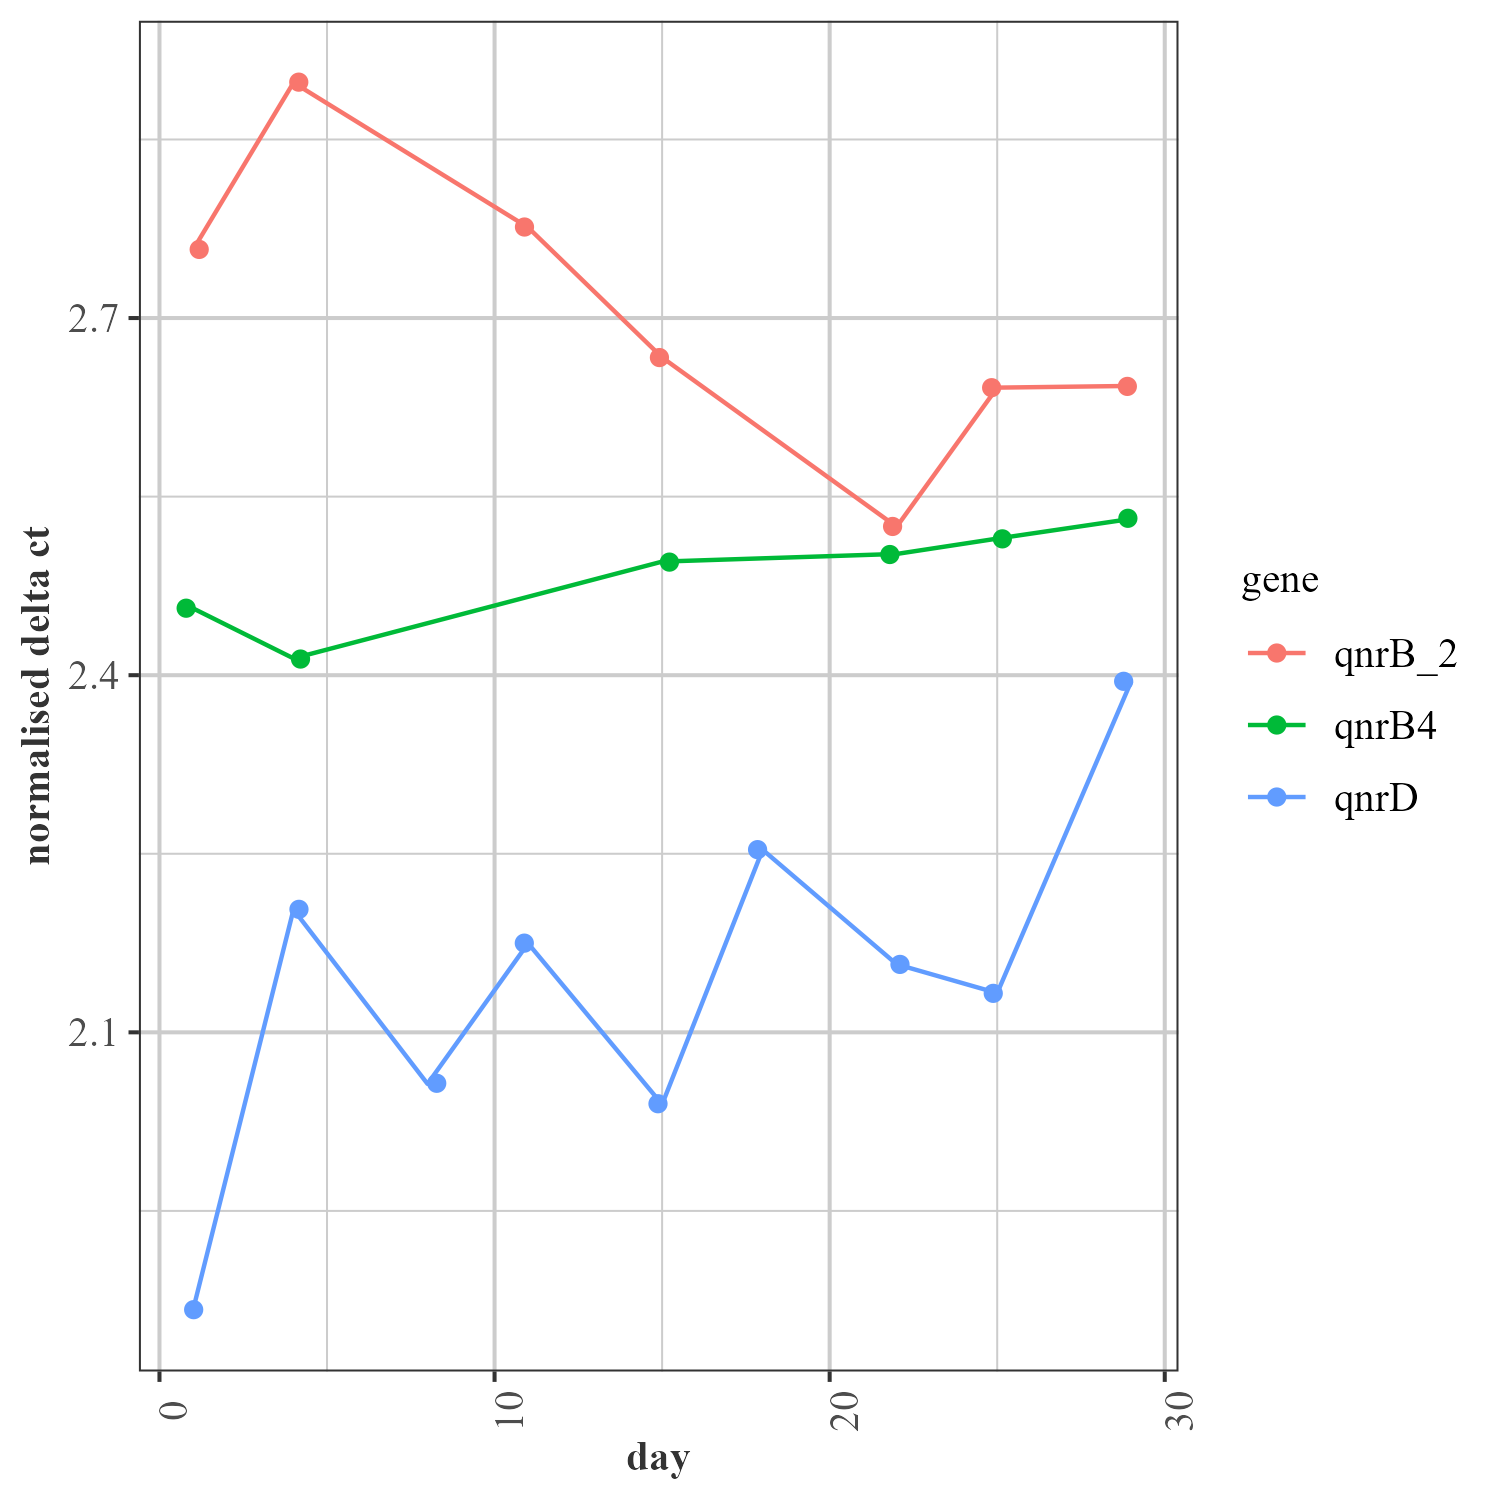 2.7
2.4
2.1
normalised delta ct
0
10
20
30
day
gene
qnrB_2
qnrB4
qnrD